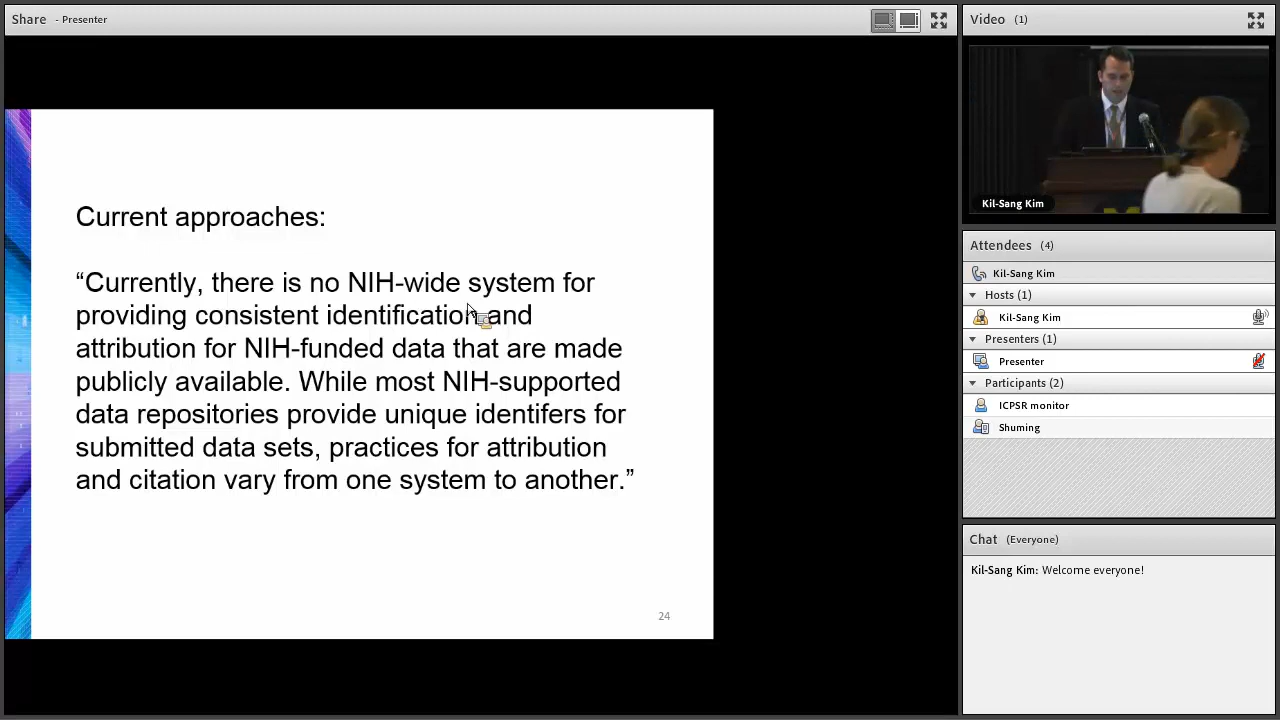 Share - Presenter
Current approaches:
“Currently, there is no NIH-wide system for
providing consistent identification and
attribution for NIH-funded data that are made
publicly available. While most NIH-supported
data repositories provide unique identifers for
submitted data sets, practices for attribution
and citation vary from one system to another.”
24
Video (1)
Kil-Sang Kim
Attendees (4)
Kil-Sang Kim
Hosts (1)
Kil-Sang Kim
Presenters (1)
Presenter
Participants (2)
ICPSR monitor
Shuming
Chat (Everyone)
Kil-Sang Kim: Welcome everyone!